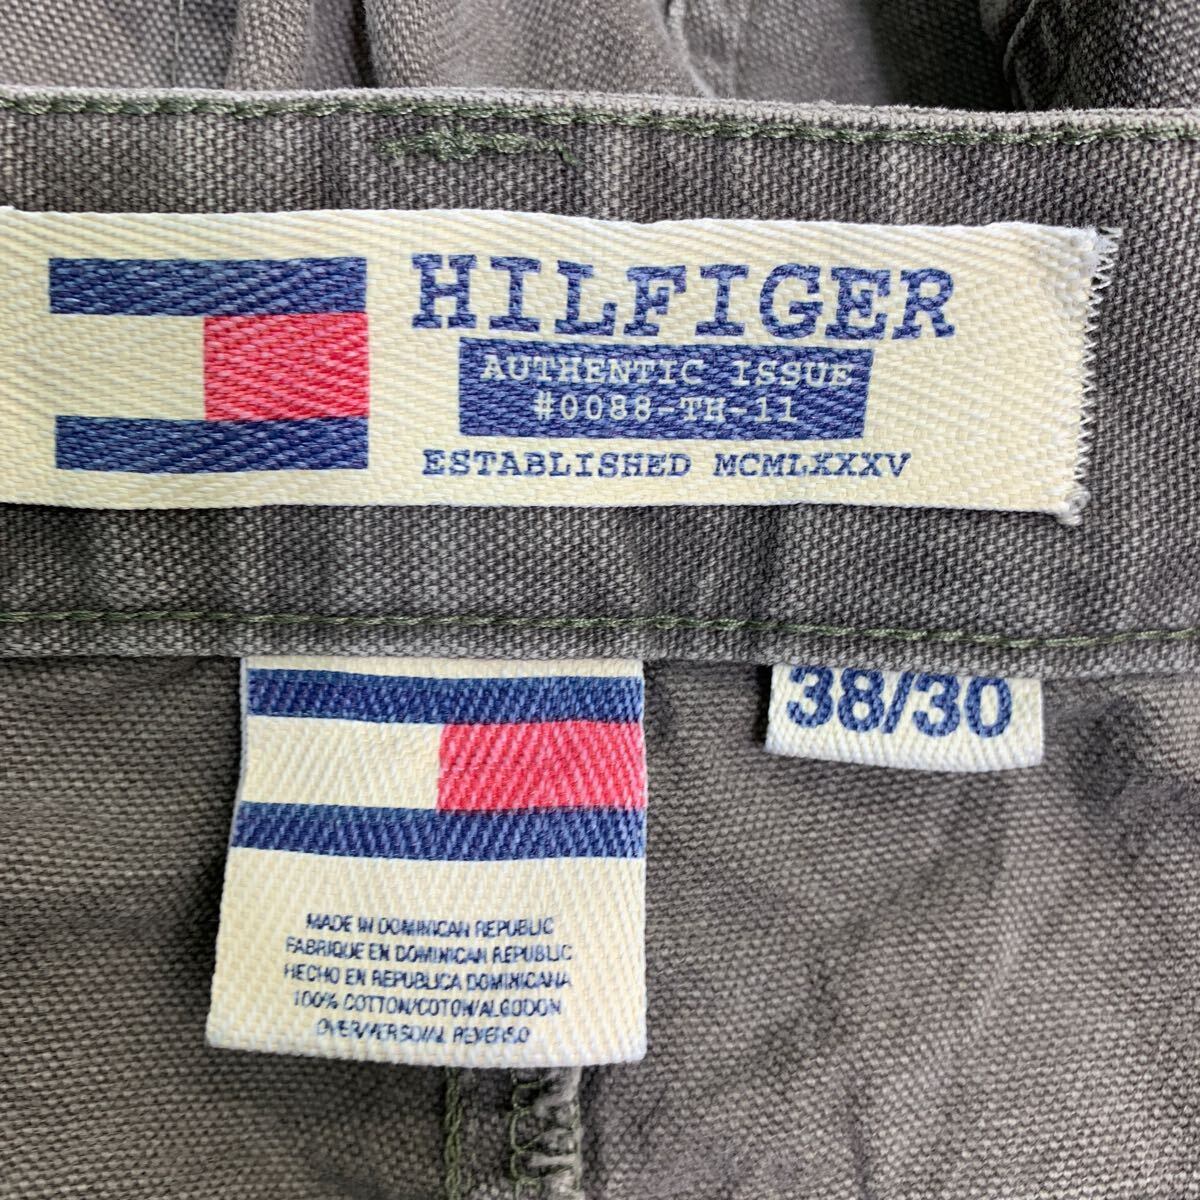 HILFIGER
AUTHENTIC ISSUE
#0088-TH-11
ESTABLISHED MCMLXXXV
38/30
MADE IN DOMINICAN REPUBLIC
FABRIQUE EN DOMINICAN REPUBLIC
HECHO EN REPUBLICA DOMINICANA
100% COTTON/COTON/ALGODON
OVER/VERSO/AL REVERSO